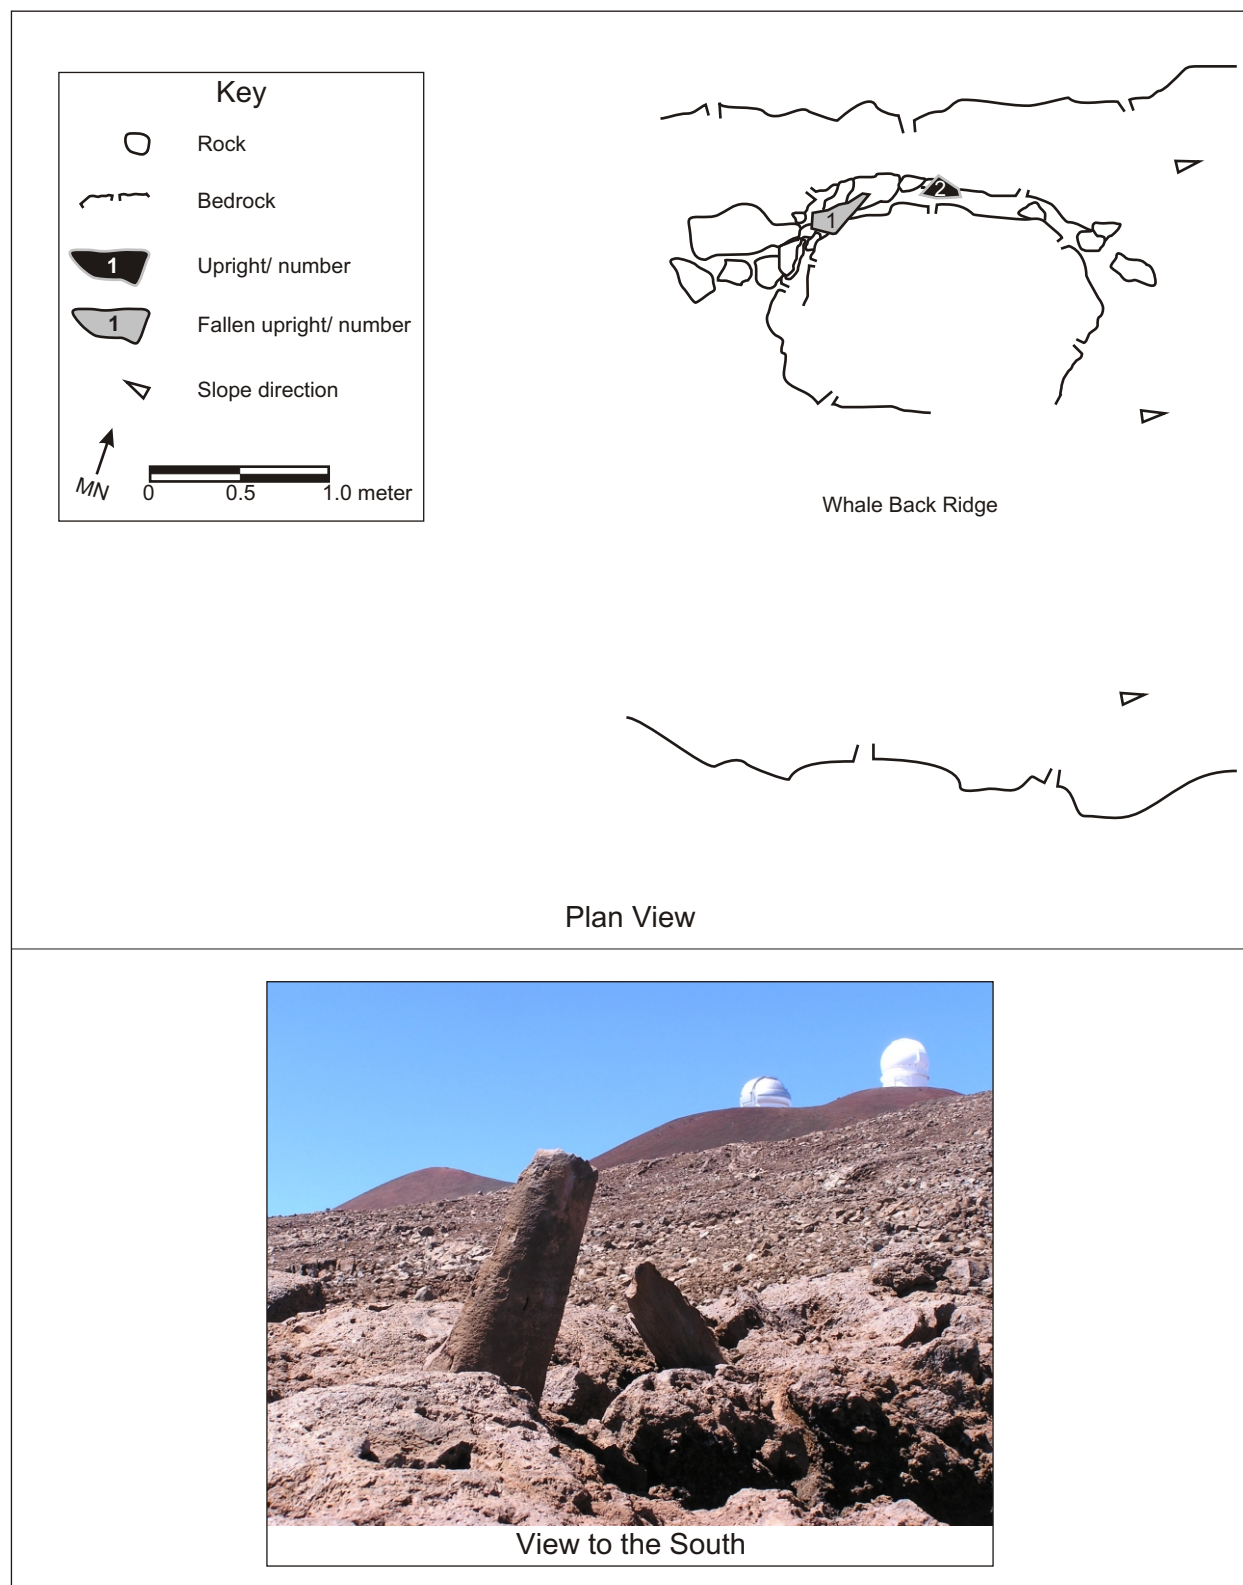 Key
Rock
Bedrock
1 Upright/ number
1 Fallen upright/ number
Slope direction
MN
0 0.5 1.0 meter
2
1
Whale Back Ridge
Plan View
View to the South